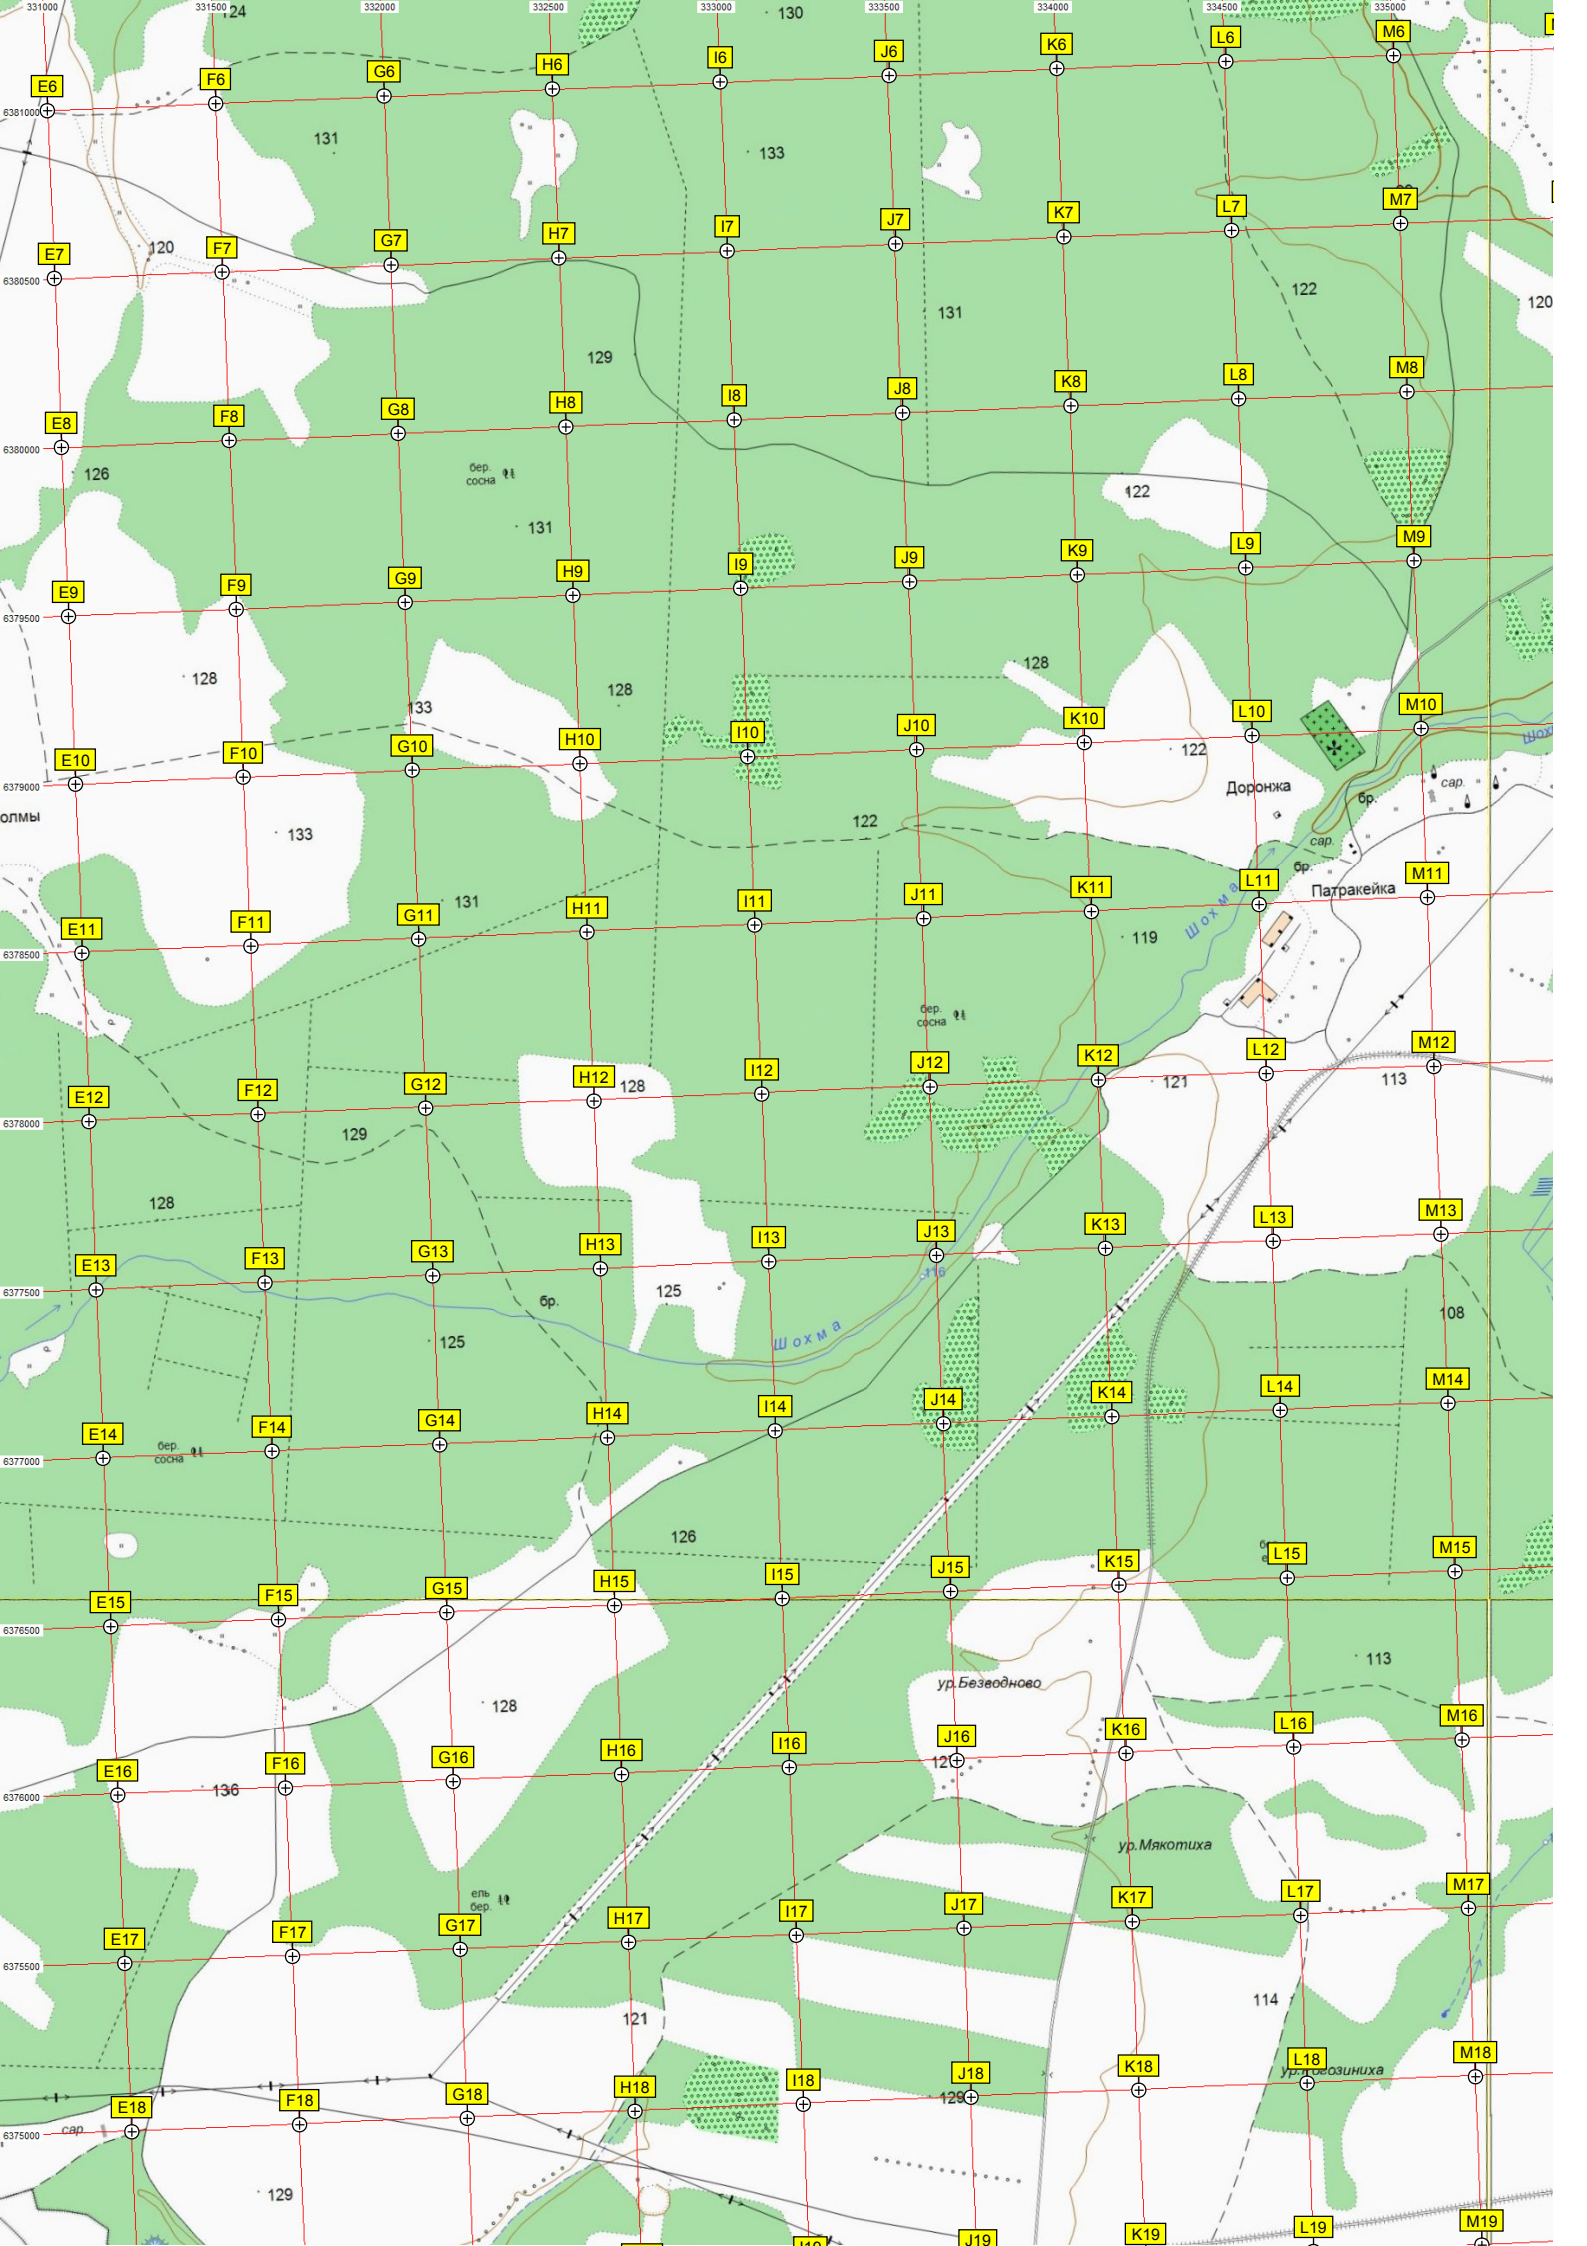 331000 331500 332000 332500 333000 333500 334000 334500 335000
124 130
E6 F6 G6 H6 I6 J6 K6 L6 M6
6381000
131 133
E7 F7 G7 H7 I7 J7 K7 L7 M7
120
6380500
122 120
131
129
E8 F8 G8 H8 I8 J8 K8 L8 M8
6380000
126
бер.
сосна
122
131
E9 F9 G9 H9 I9 J9 K9 L9 M9
6379500
128 128 128
133
E10 F10 G10 H10 I10 J10 K10 L10 M10
122
6379000
Доронжа
сар.
бр.
олмы
133 122
сар.
бр.
Патракейка
131
E11 F11 G11 H11 I11 J11 K11 L11 M11
Шохма
119
6378500
бер.
сосна
E12 F12 G12 H12 I12 J12 K12 L12 M12
128 121 113
6378000
129
128
E13 F13 G13 H13 I13 J13 K13 L13 M13
116
6377500
125
бр.
108
Шохма
125
E14 F14 G14 H14 I14 J14 K14 L14 M14
бер.
сосна
6377000
126
E15 F15 G15 H15 I15 J15 K15 L15 M15
6376500
113
ур.Безводново
128
E16 F16 G16 H16 I16 J16 K16 L16 M16
136
6376000
ур.Мякотиха
ель
бер.
E17 F17 G17 H17 I17 J17 K17 L17 M17
6375500
114
121
E18 F18 G18 H18 I18 J18 K18 L18 M18
129
сар
6375000
129
J19 K19 L19 M19